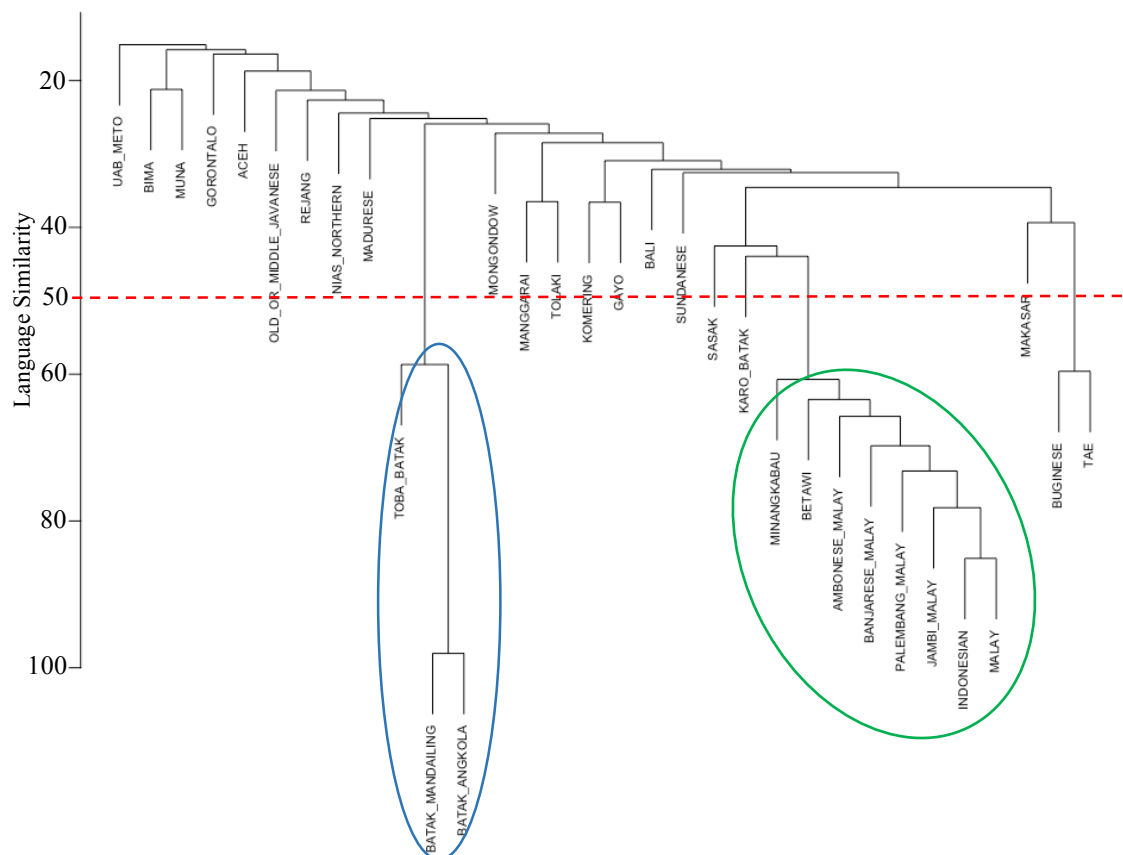 Language Similarity
20
40
50
60
80
100
UAB_METO
BIMA
MUNA
GORONTALO
ACEH
OLD_OR_MIDDLE_JAVANESE
REJANG
NIAS_NORTHERN
MADURESE
TOBA_BATAK
BATAK_MANDAILING
BATAK_ANGKOLA
MONGONDOW
MANGGARAI
TOLAKI
KOMERING
GAYO
BALI
SUNDANESE
SASAK
KARO_BATAK
MINANGKABAU
BETAWI
AMBONESE_MALAY
BANJARESE_MALAY
PALEMBANG_MALAY
JAMBI_MALAY
INDONESIAN
MALAY
MAKASAR
BUGINESE
TAE